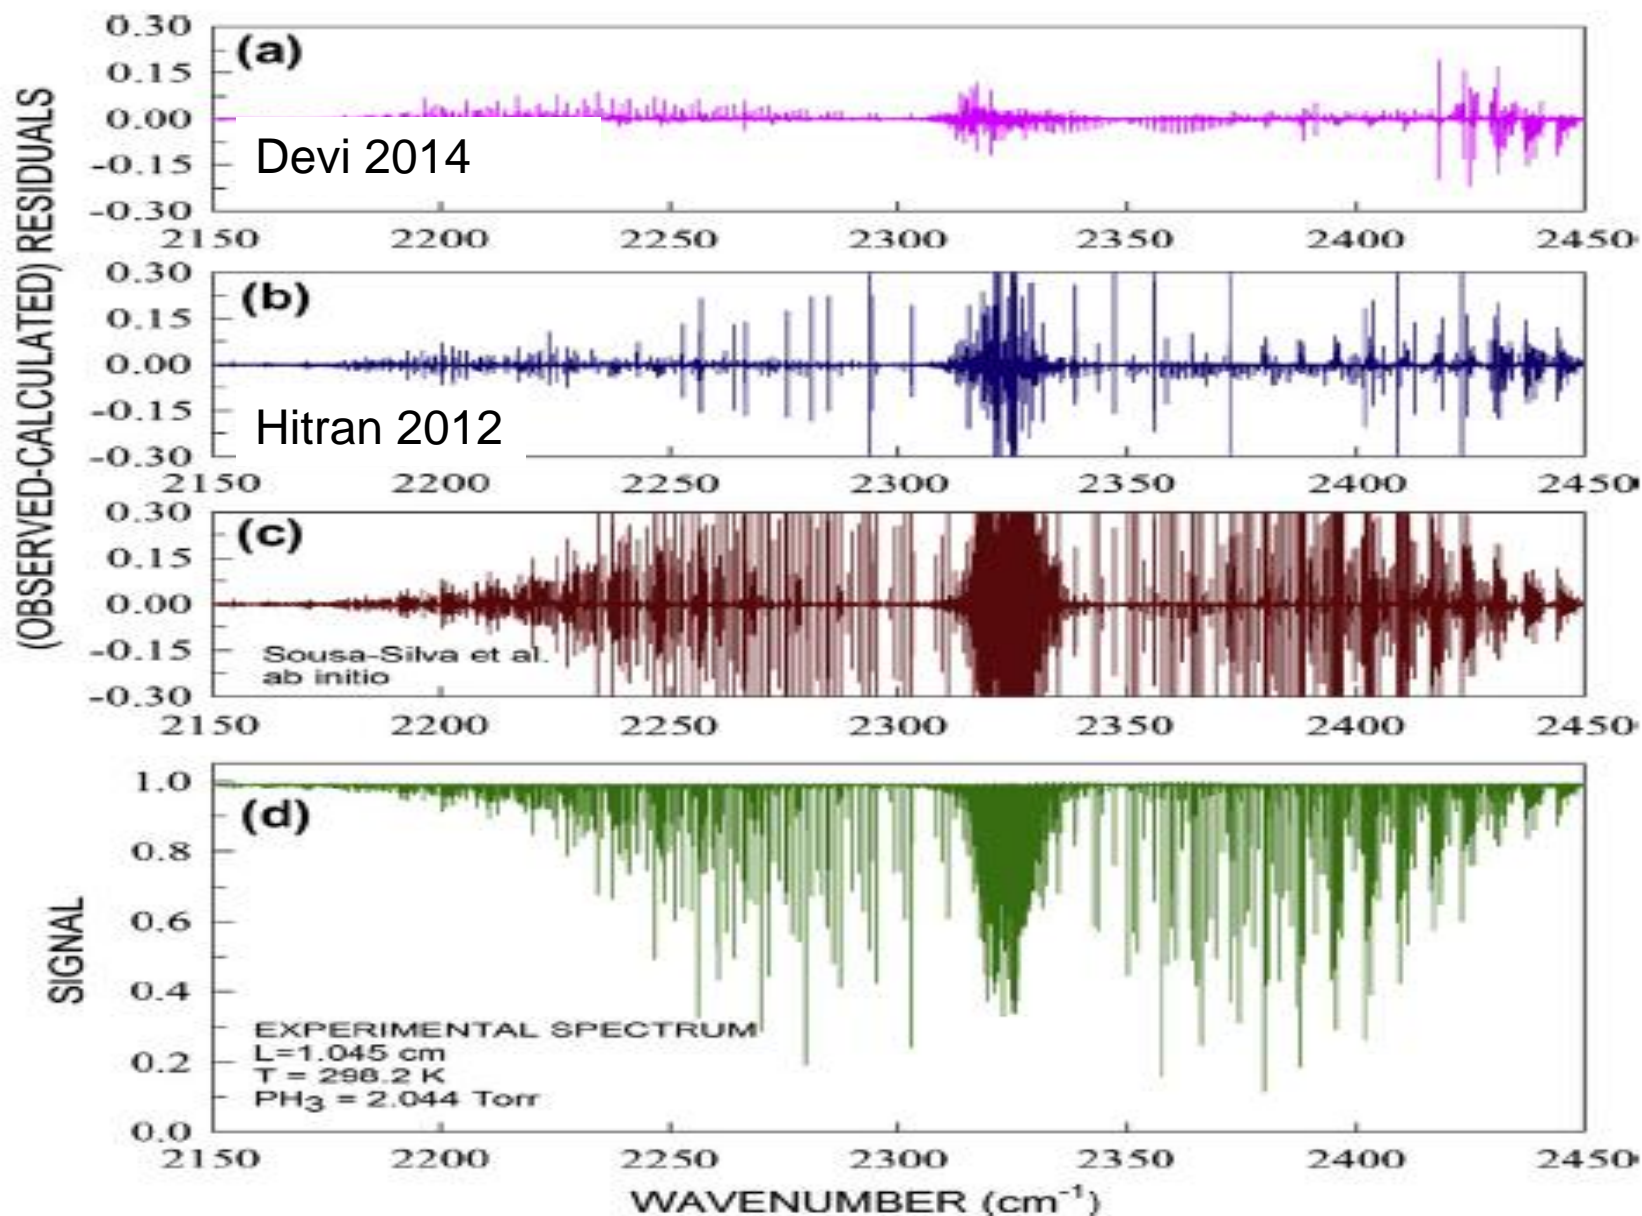 (OBSERVED-CALCULATED) RESIDUALS
0.30
0.15
0.00
-0.15
-0.30
(a)
Devi 2014
2150 2200 2250 2300 2350 2400 2450
0.30
0.15
0.00
-0.15
-0.30
(b)
Hitran 2012
2150 2200 2250 2300 2350 2400 2450
0.30
0.15
0.00
-0.15
-0.30
(c)
Sousa-Silva et al.
ab initio
2150 2200 2250 2300 2350 2400 2450
SIGNAL
1.0
0.8
0.6
0.4
0.2
0.0
(d)
EXPERIMENTAL SPECTRUM
L=1.045 cm
T = 298.2 K
PH₃ = 2.044 Torr
2150 2200 2250 2300 2350 2400 2450
WAVENUMBER (cm⁻¹)